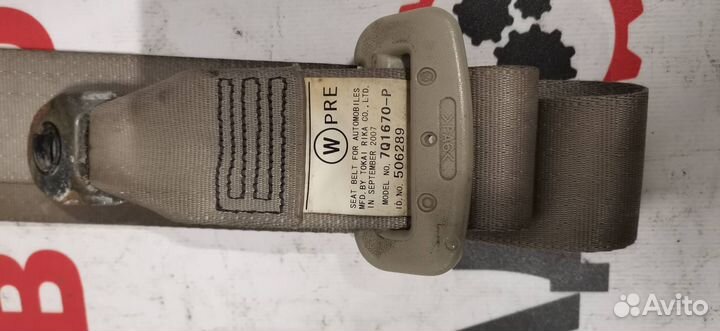 Ⓦ PRE
SEAT BELT FOR AUTOMOBILES
MFD.BY TOKAI RIKA CO.,LTD.
IN SEPTEMBER 2007
MODEL NO. 7Q1670-P
ID.NO. 506289
>PA6<
Avito